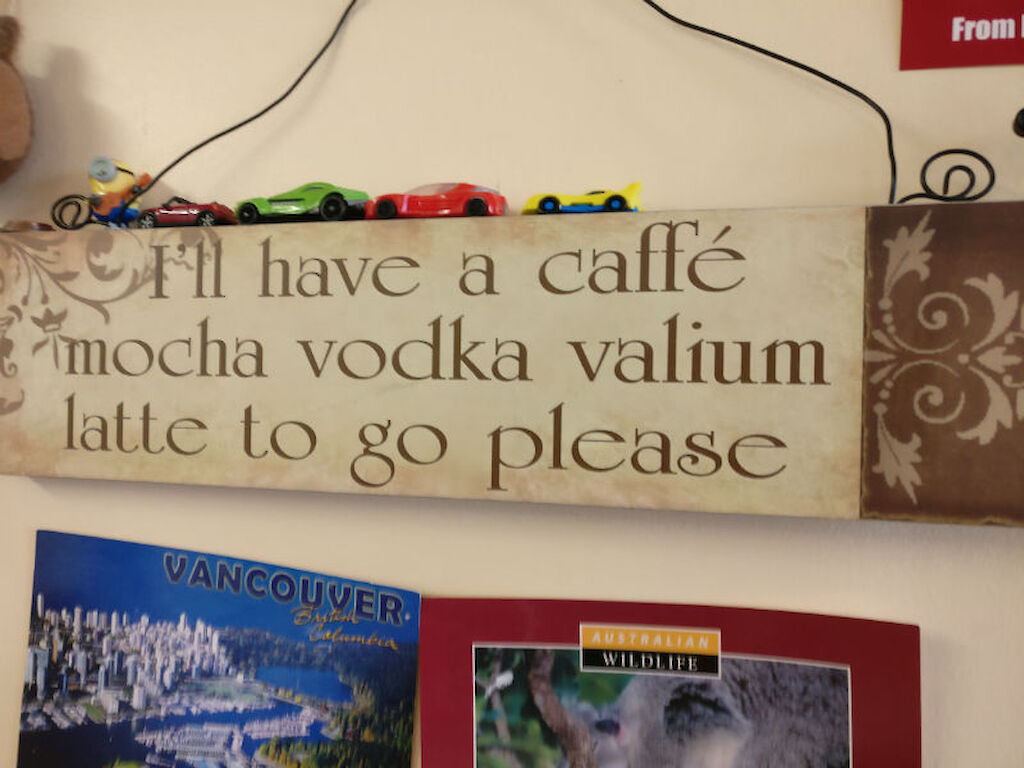 From
I'll have a caffé
mocha vodka valium
latte to go please
VANCOUVER
British
Columbia
AUSTRALIAN
WILDLIFE